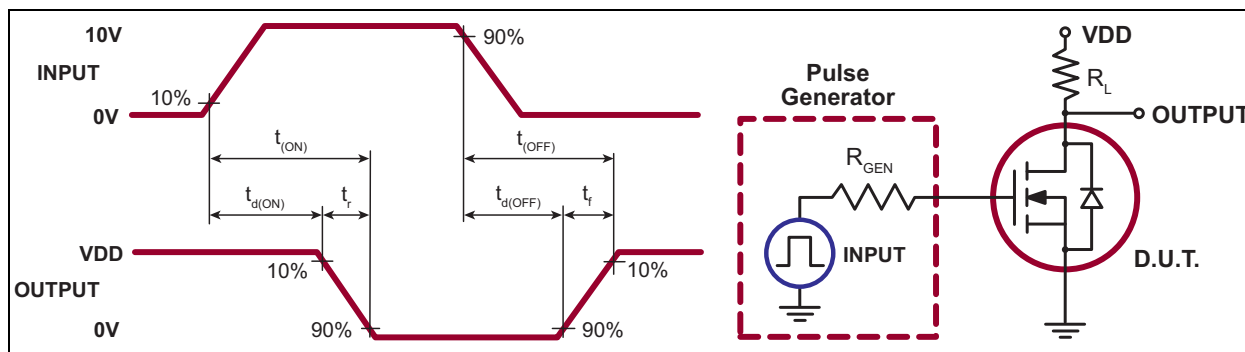 10V
INPUT
0V
10%
90%
t(ON)
t(OFF)
td(ON)
tr
td(OFF)
tf
VDD
OUTPUT
0V
10%
90%
10%
90%
Pulse
Generator
RGEN
INPUT
VDD
RL
OUTPUT
D.U.T.